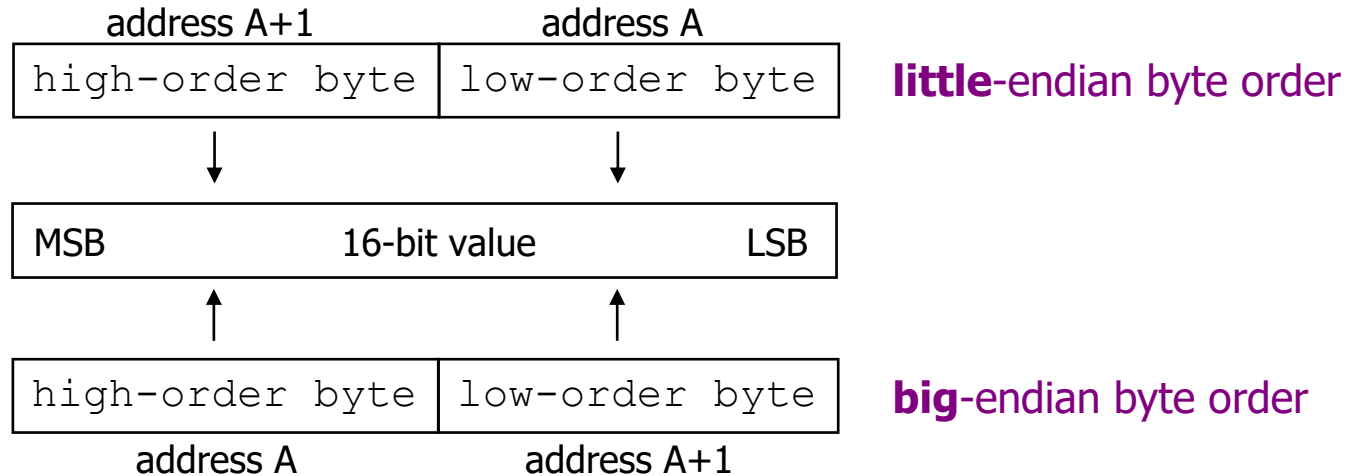 address A+1 address A
high-order byte low-order byte little-endian byte order
MSB 16-bit value LSB
high-order byte low-order byte big-endian byte order
address A address A+1